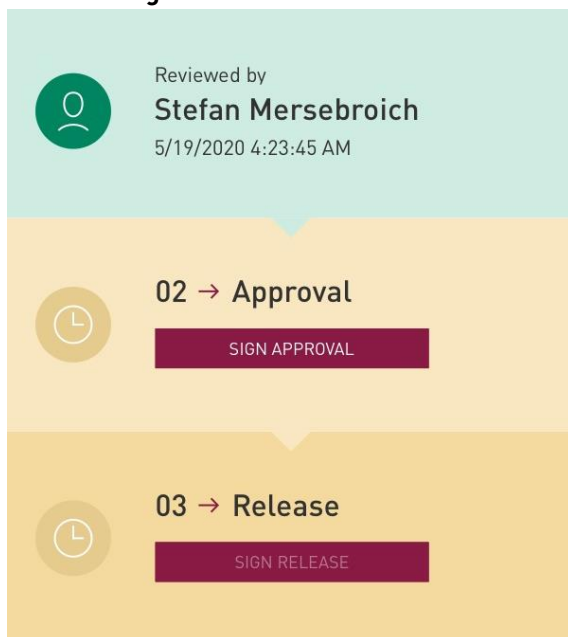 Reviewed by
Stefan Mersebroich
5/19/2020 4:23:45 AM
02 → Approval
SIGN APPROVAL
03 → Release
SIGN RELEASE